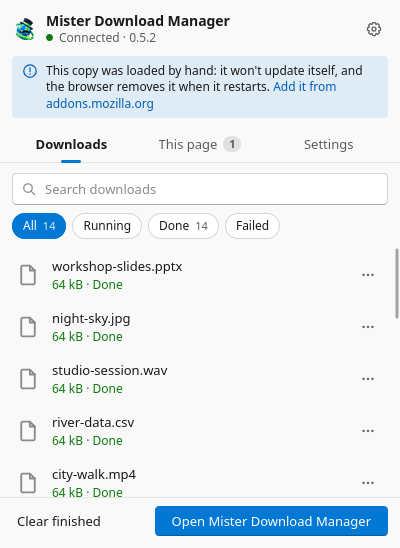 Mister Download Manager
Connected · 0.5.2
This copy was loaded by hand: it won't update itself, and
the browser removes it when it restarts. Add it from
addons.mozilla.org
Downloads
This page 1
Settings
Search downloads
All 14
Running
Done 14
Failed
workshop-slides.pptx
64 kB · Done
night-sky.jpg
64 kB · Done
studio-session.wav
64 kB · Done
river-data.csv
64 kB · Done
city-walk.mp4
64 kB · Done
Clear finished
Open Mister Download Manager